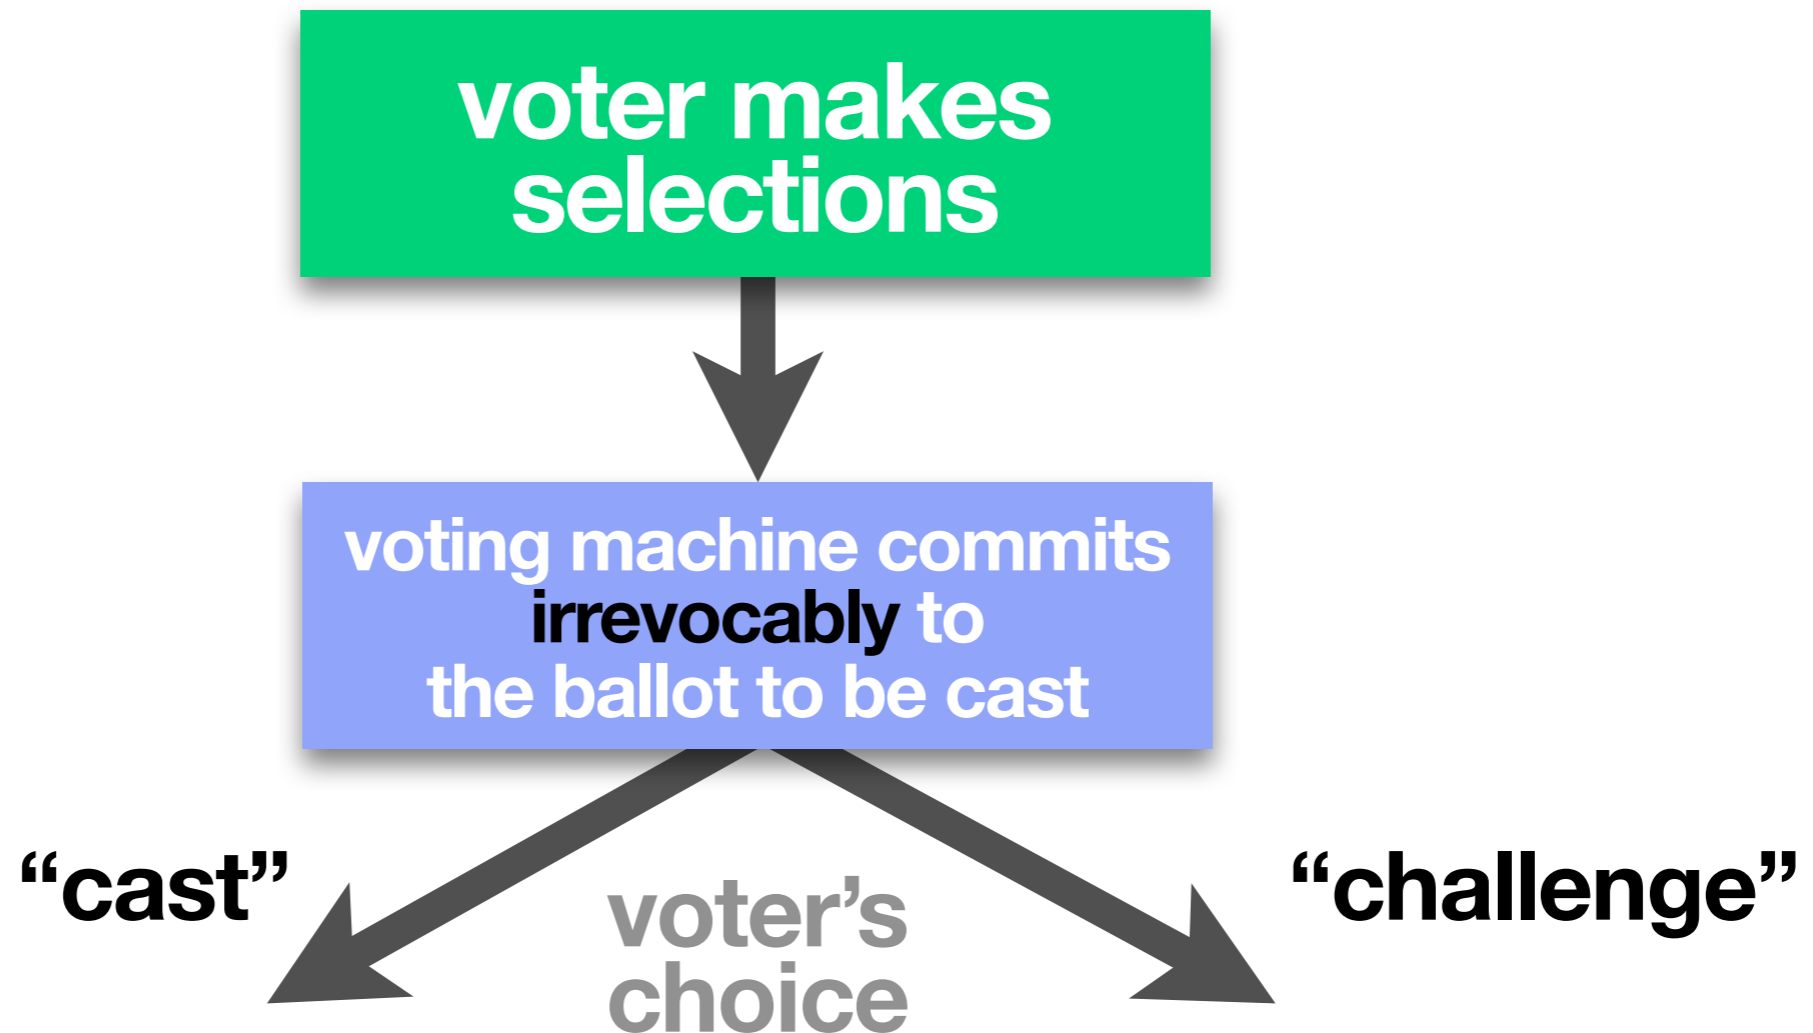 voter makes
selections
voting machine commits
irrevocably to
the ballot to be cast
“cast”
“challenge”
voter’s
choice